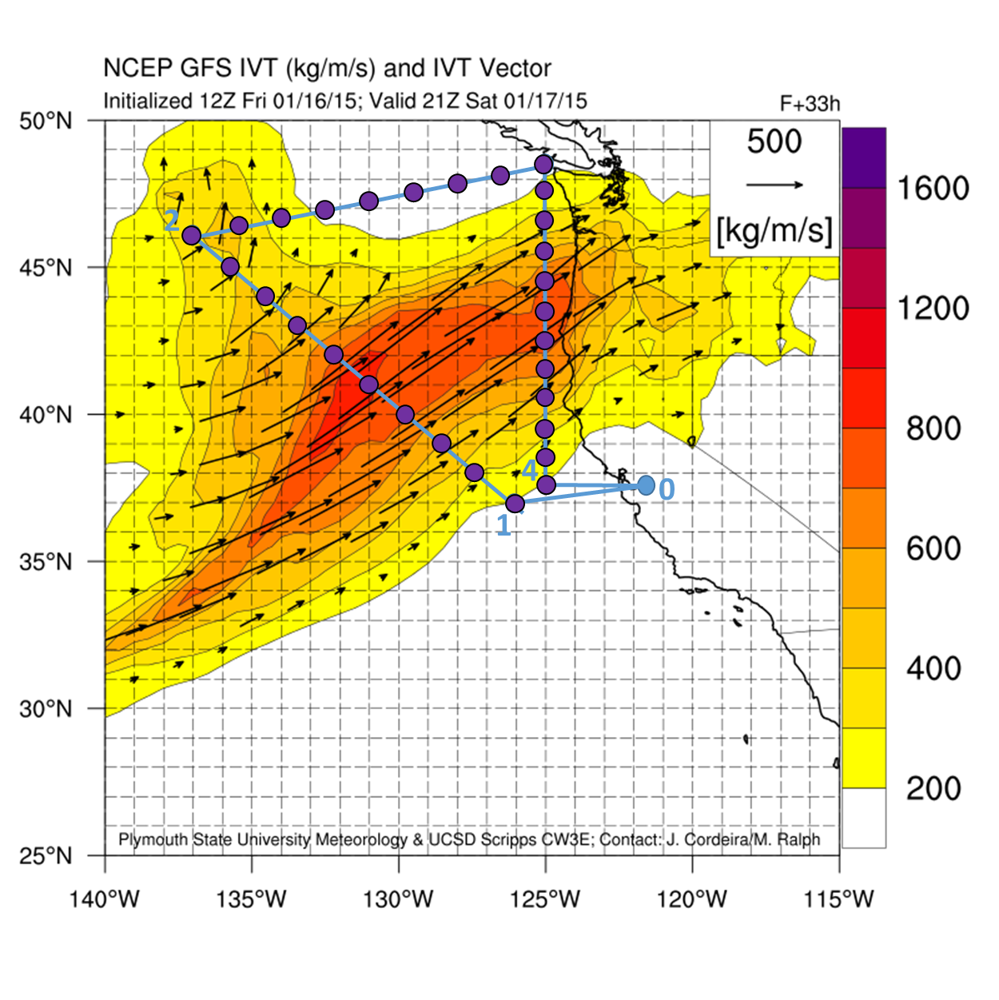 NCEP GFS IVT (kg/m/s) and IVT Vector
Initialized 12Z Fri 01/16/15; Valid 21Z Sat 01/17/15
F+33h
50°N
500
[kg/m/s]
1600
2
45°N
1200
40°N
800
4
0
1
600
35°N
400
30°N
200
Plymouth State University Meteorology & UCSD Scripps CW3E; Contact: J. Cordeira/M. Ralph
25°N
140°W 135°W 130°W 125°W 120°W 115°W